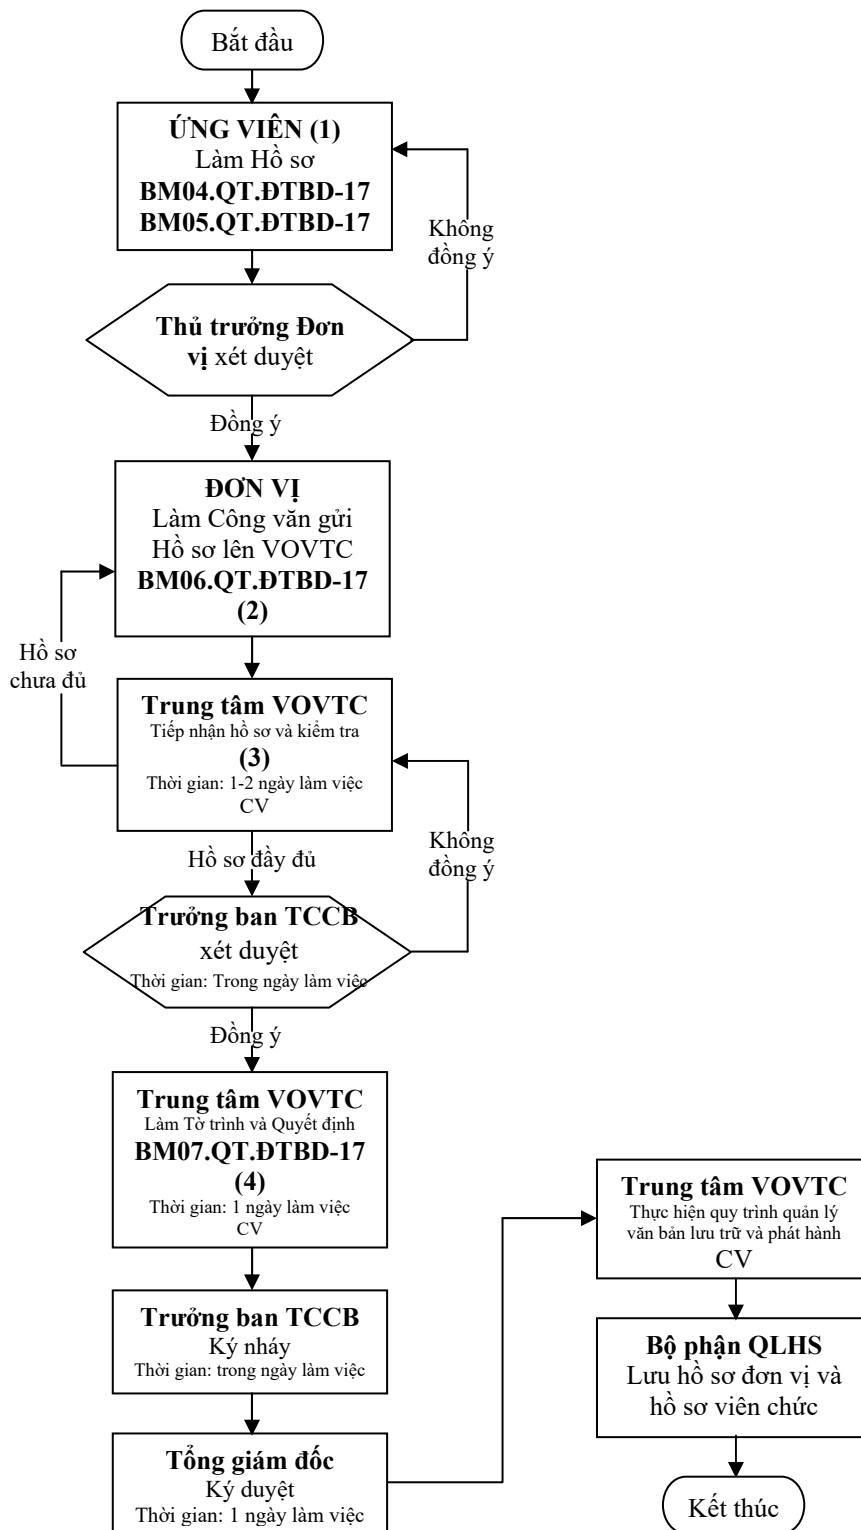 Bắt đầu
ỨNG VIÊN (1)
Làm Hồ sơ
BM04.QT.ĐTBD-17
BM05.QT.ĐTBD-17
Không
đồng ý
Thủ trưởng Đơn
vị xét duyệt
Đồng ý
ĐƠN VỊ
Làm Công văn gửi
Hồ sơ lên VOVTC
BM06.QT.ĐTBD-17
(2)
Hồ sơ
chưa đủ
Trung tâm VOVTC
Tiếp nhận hồ sơ và kiểm tra
(3)
Thời gian: 1-2 ngày làm việc
CV
Không
đồng ý
Hồ sơ đầy đủ
Trưởng ban TCCB
xét duyệt
Thời gian: Trong ngày làm việc
Đồng ý
Trung tâm VOVTC
Làm Tờ trình và Quyết định
BM07.QT.ĐTBD-17
(4)
Thời gian: 1 ngày làm việc
CV
Trưởng ban TCCB
Ký nháy
Thời gian: trong ngày làm việc
Tổng giám đốc
Ký duyệt
Thời gian: 1 ngày làm việc
Trung tâm VOVTC
Thực hiện quy trình quản lý
văn bản lưu trữ và phát hành
CV
Bộ phận QLHS
Lưu hồ sơ đơn vị và
hồ sơ viên chức
Kết thúc